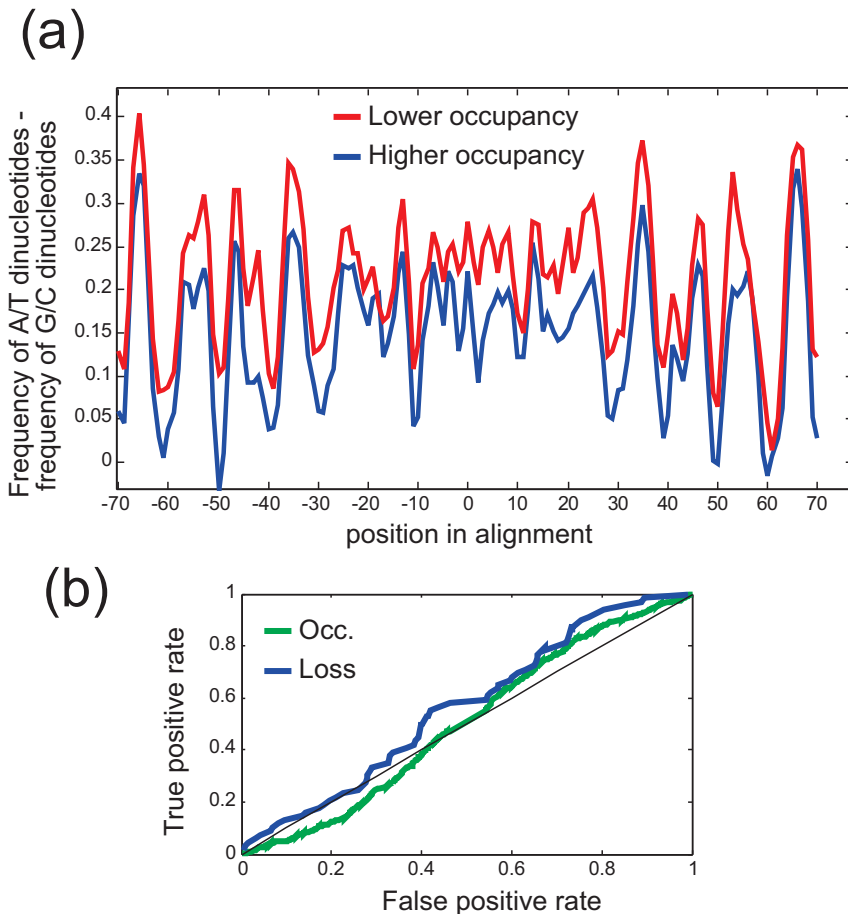 (a)
Frequency of A/T dinucleotides -
frequency of G/C dinucleotides
0.4
0.35
0.3
0.25
0.2
0.15
0.1
0.05
0
Lower occupancy
Higher occupancy
-70 -60 -50 -40 -30 -20 -10 0 10 20 30 40 50 60 70
position in alignment
(b)
True positive rate
1
0.8
0.6
0.4
0.2
0
Occ.
Loss
0 0.2 0.4 0.6 0.8 1
False positive rate